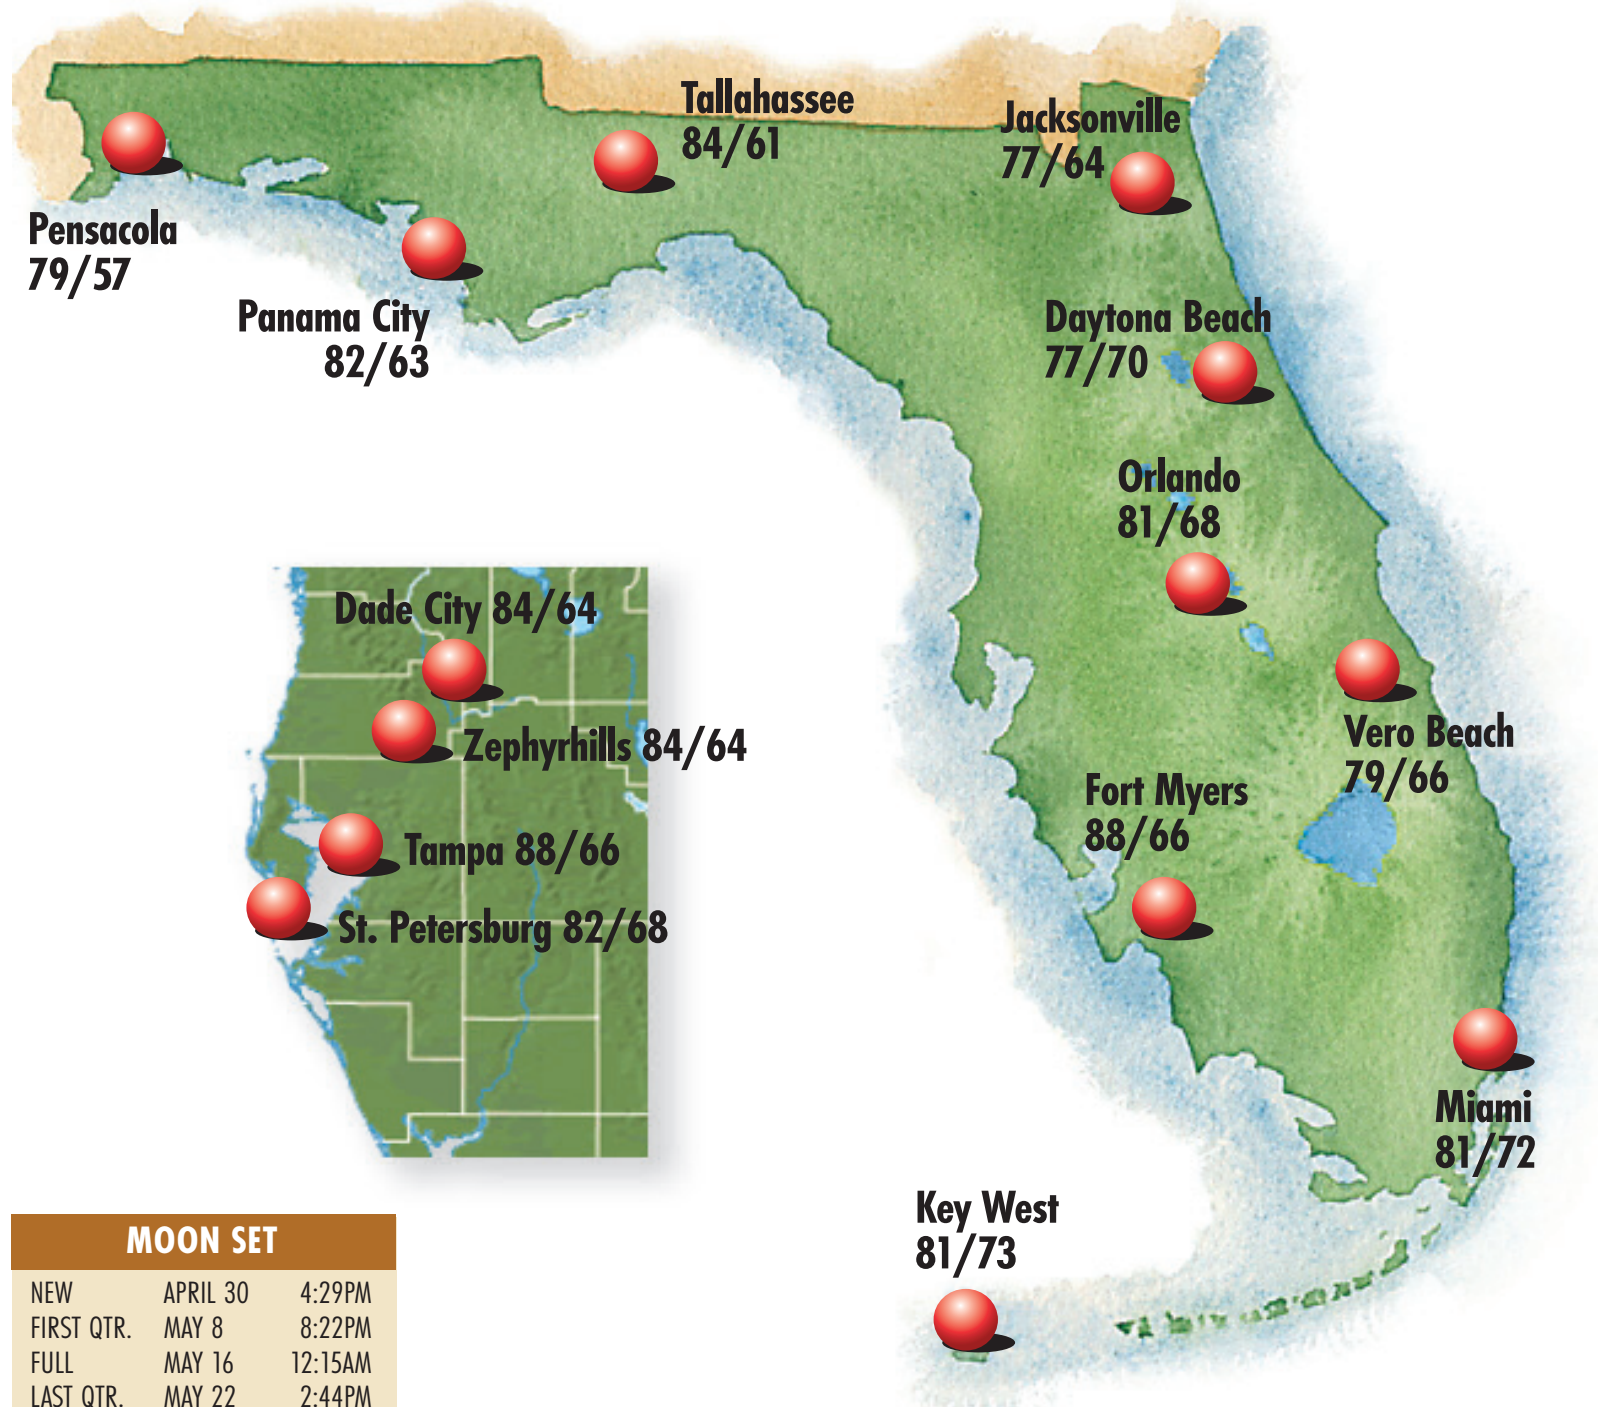 Tallahassee
84/61
Jacksonville
77/64
Pensacola
79/57
Panama City
82/63
Daytona Beach
77/70
Orlando
81/68
Dade City 84/64
Zephyrhills 84/64
Vero Beach
79/66
Fort Myers
88/66
Tampa 88/66
St. Petersburg 82/68
Miami
81/72
Key West
81/73
MOON SET
NEW APRIL 30 4:29PM
FIRST QTR. MAY 8 8:22PM
FULL MAY 16 12:15AM
LAST QTR. MAY 22 2:44PM